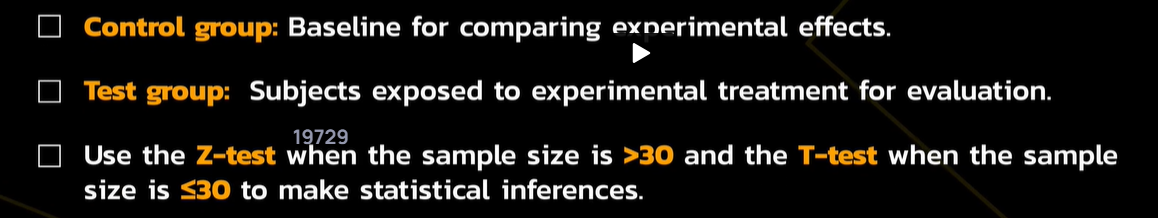 Control group: Baseline for comparing experimental effects.
Test group: Subjects exposed to experimental treatment for evaluation.
19729
Use the Z-test when the sample size is >30 and the T-test when the sample
size is ≤30 to make statistical inferences.